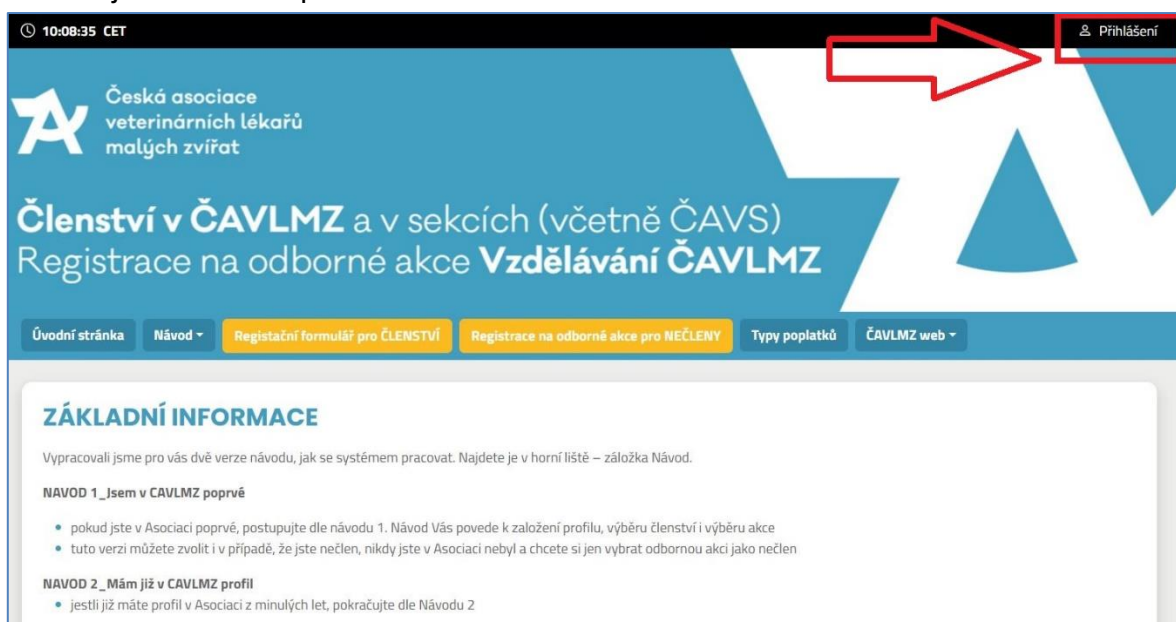 10:08:35 CET
Přihlášení
Česká asociace
veterinárních lékařů
malých zvířat
Členství v ČAVLMZ a v sekcích (včetně ČAVS)
Registrace na odborné akce Vzdělávání ČAVLMZ
Úvodní stránka
Návod
Registační formulář pro ČLENSTVÍ
Registrace na odborné akce pro NEČLENY
Typy poplatků
ČAVLMZ web
ZÁKLADNÍ INFORMACE
Vypracovali jsme pro vás dvě verze návodu, jak se systémem pracovat. Najdete je v horní liště – záložka Návod.
NAVOD 1_Jsem v CAVLMZ poprvé
pokud jste v Asociaci poprvé, postupujte dle návodu 1. Návod Vás povede k založení profilu, výběru členství i výběru akce
tuto verzi můžete zvolit i v případě, že jste nečlen, nikdy jste v Asociaci nebyl a chcete si jen vybrat odbornou akci jako nečlen
NAVOD 2_Mám již v CAVLMZ profil
jestli již máte profil v Asociaci z minulých let, pokračujte dle Návodu 2